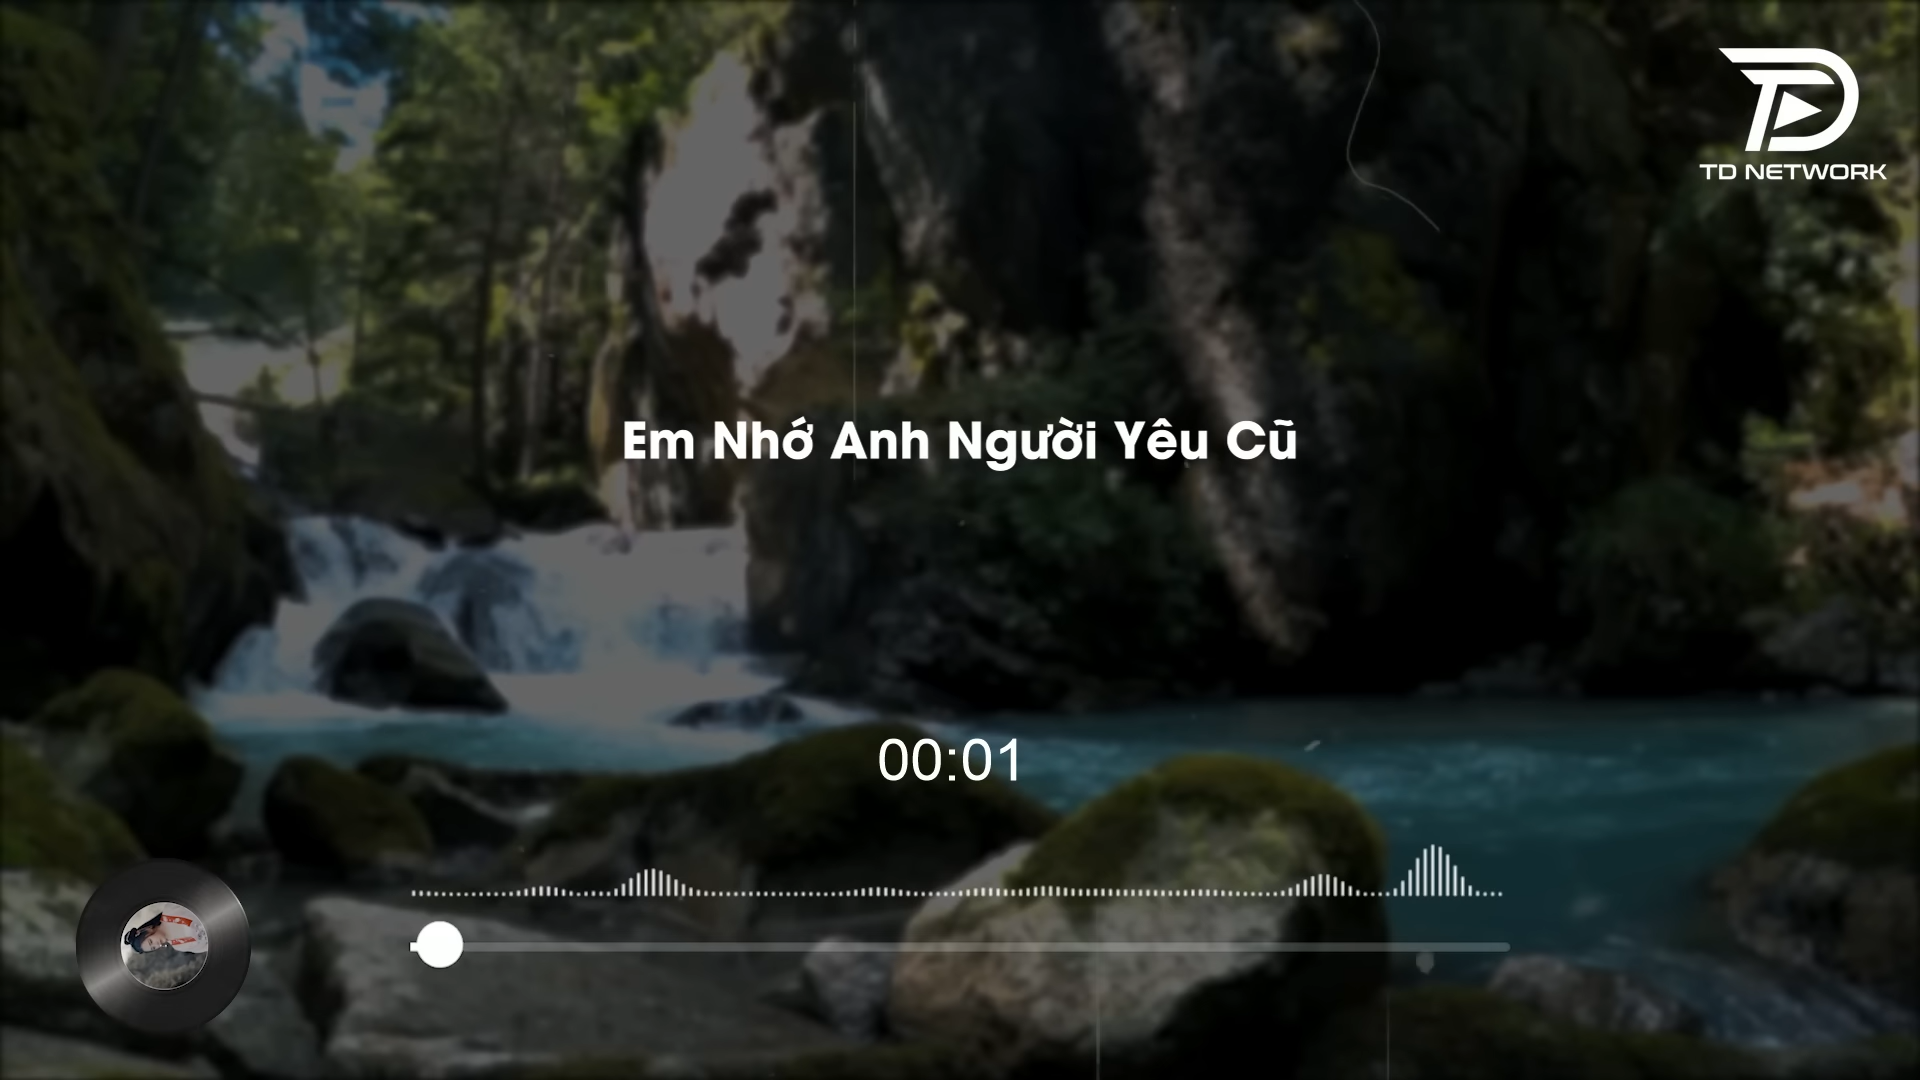 TD NETWORK
Em Nhớ Anh Người Yêu Cũ
00:01